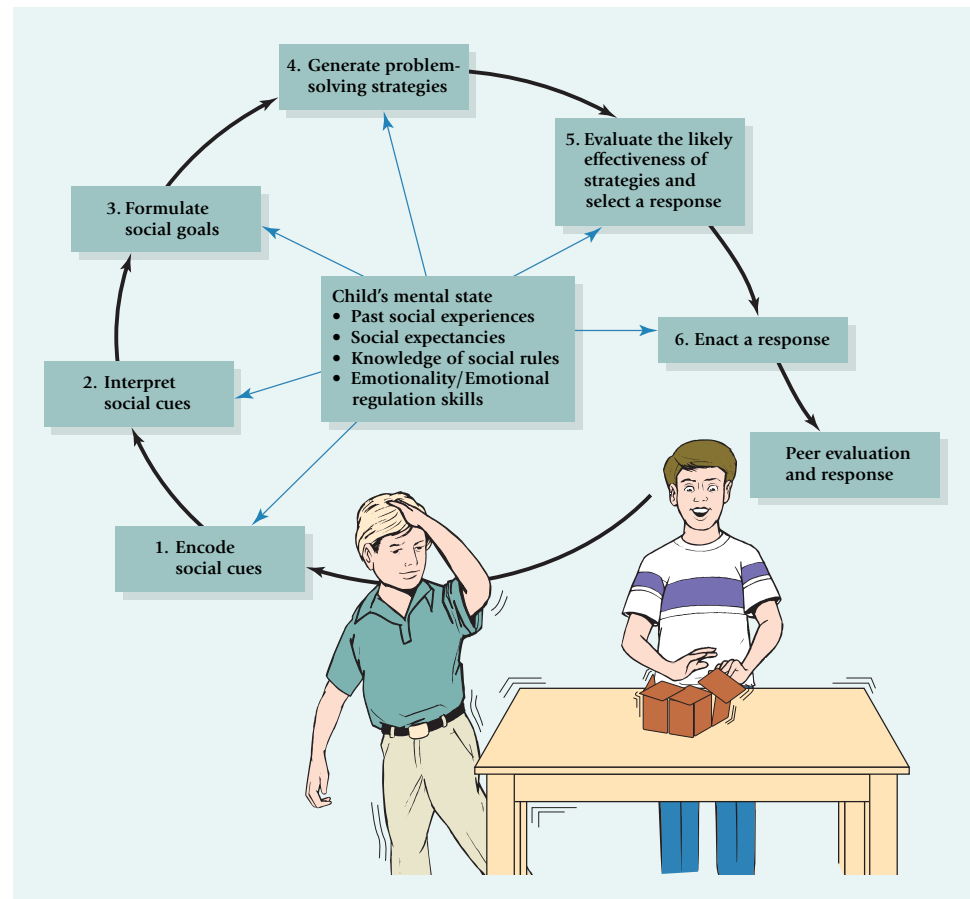 4. Generate problem-
solving strategies
5. Evaluate the likely
effectiveness of
strategies and
select a response
3. Formulate
social goals
Child's mental state
• Past social experiences
• Social expectancies
• Knowledge of social rules
• Emotionality/Emotional
regulation skills
6. Enact a response
2. Interpret
social cues
Peer evaluation
and response
1. Encode
social cues